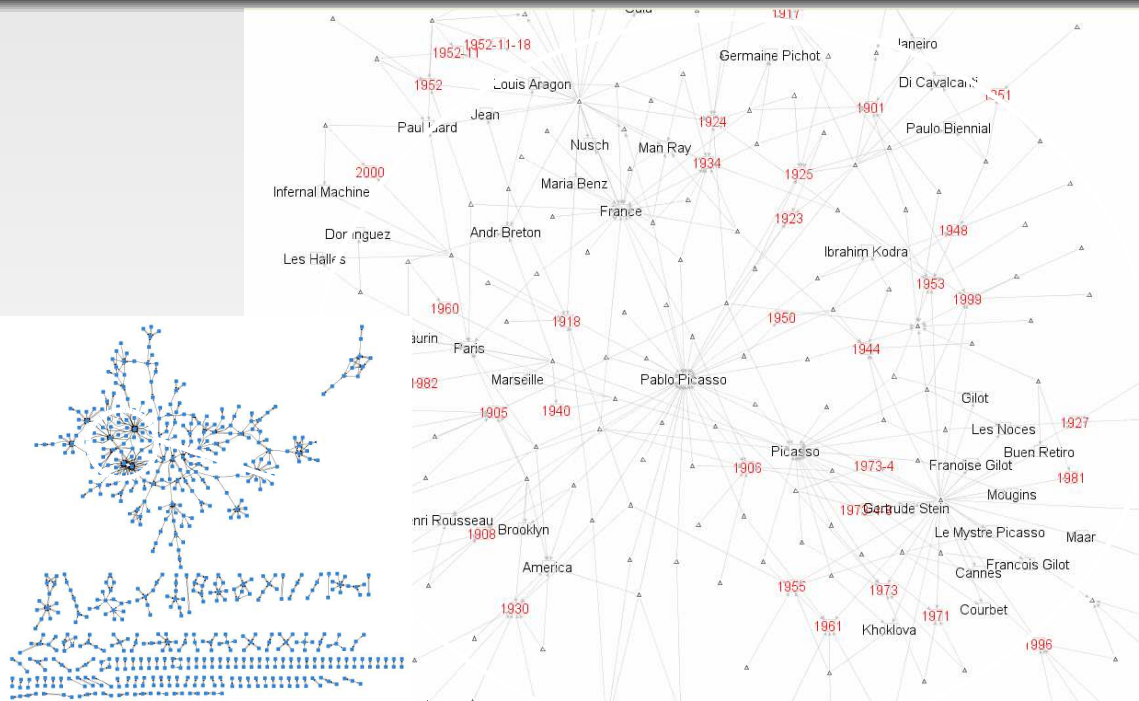 1917
Janeiro
1952-11-18
1952-11
Germaine Pichot
Louis Aragon
Di Cavalcanti
1952
1951
1901
Jean
1924
Paul
Paulo Biennial
Nusch
Man Ray
1934
2000
1925
Infernal Machine
Maria Benz
France
1923
Andr Breton
1948
Les Halles
Ibrahim Kodra
1953
1999
1960
1918
1950
Paris
1944
1982
Marseille
Pablo Picasso
Gilot
1905
1940
1927
Les Noces
Picasso
Buen Retiro
1906
1973-4
Franoise Gilot
1981
Mougins
Gertrude Stein
Rousseau
Brooklyn
1908
Le Mystre Picasso
Maar
America
Francois Gilot
Cannes
1955
1973
1930
Courbet
1971
1961
Khoklova
1996